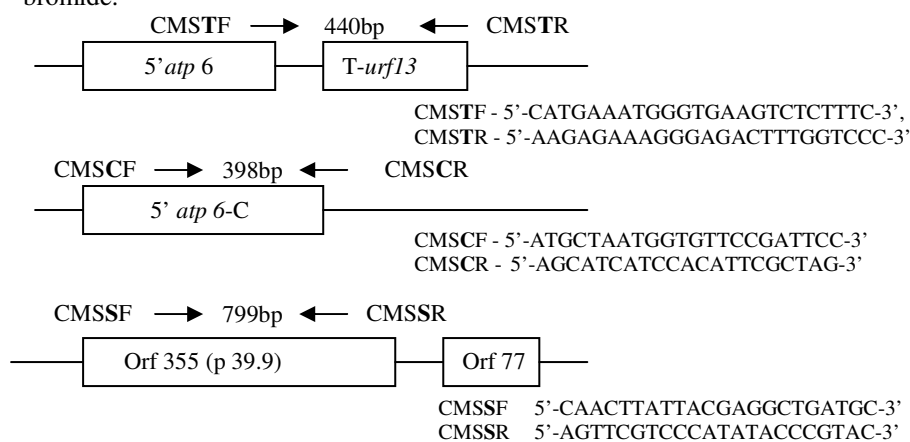 bromide.
CMSTF 440bp CMSTR
5’atp 6 T-urf13
CMSTF - 5’-CATGAAATGGGTGAAGTCTCTTTC-3’,
CMSTR - 5’-AAGAGAAAGGGAGACTTTGGTCCC-3’
CMSCF 398bp CMSCR
5’ atp 6-C
CMSCF - 5’-ATGCTAATGGTGTTCCGATTCC-3’
CMSCR - 5’-AGCATCATCCACATTCGCTAG-3’
CMSSF 799bp CMSSR
Orf 355 (p 39.9) Orf 77
CMSSF 5’-CAACTTATTACGAGGCTGATGC-3’
CMSSR 5’-AGTTCGTCCCATATACCCGTAC-3’